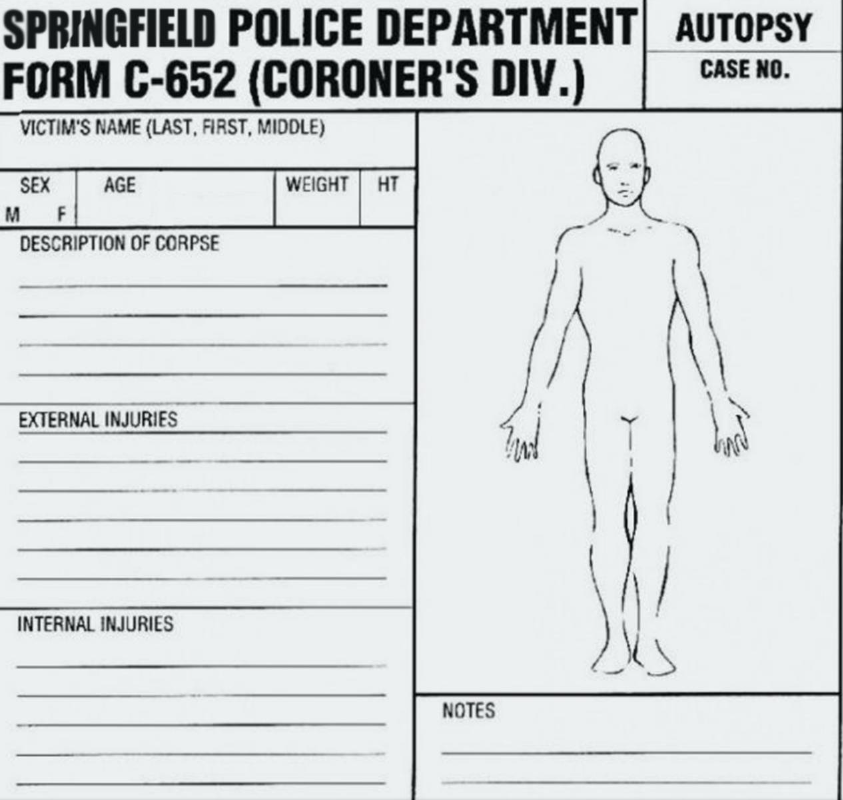 SPRINGFIELD POLICE DEPARTMENT
FORM C-652 (CORONER'S DIV.)
AUTOPSY
CASE NO.
VICTIM'S NAME (LAST, FIRST, MIDDLE)
SEX
AGE
WEIGHT
HT
M F
DESCRIPTION OF CORPSE
EXTERNAL INJURIES
INTERNAL INJURIES
NOTES